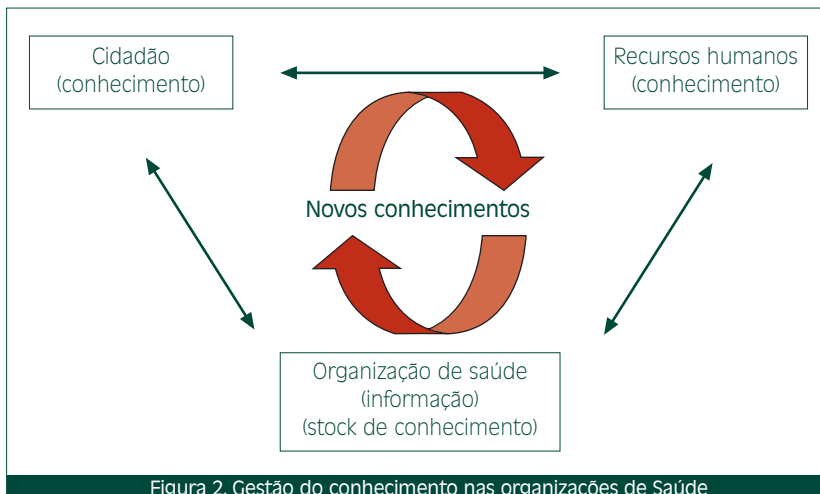 Cidadão
(conhecimento)
Recursos humanos
(conhecimento)
Novos conhecimentos
Organização de saúde
(informação)
(stock de conhecimento)
Figura 2. Gestão do conhecimento nas organizações de Saúde